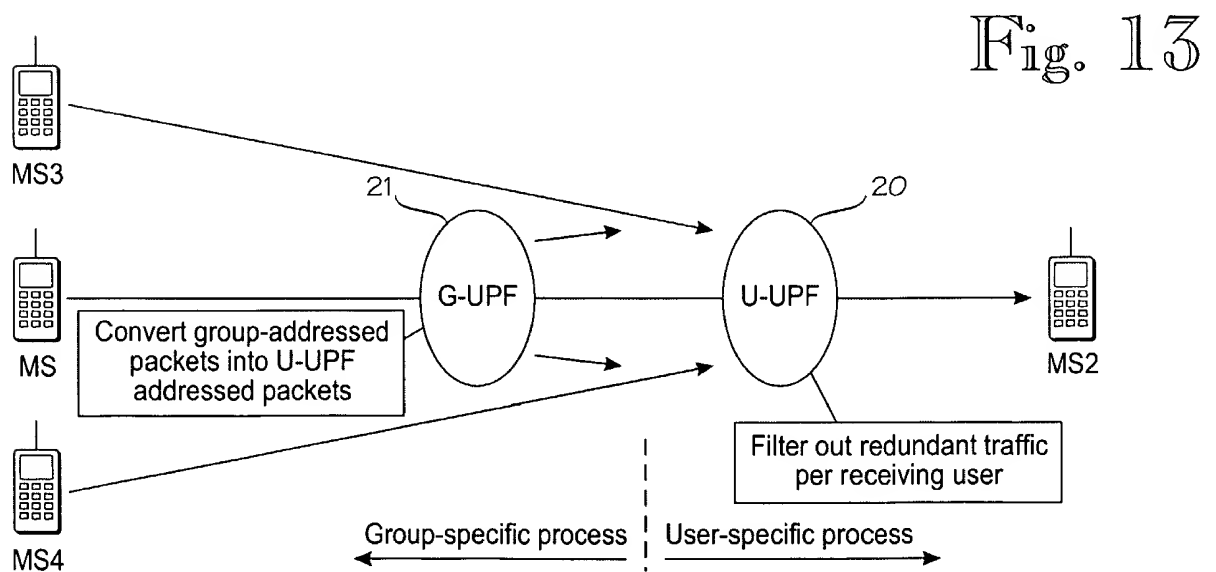 Fig. 13
MS3
21
20
G-UPF
U-UPF
MS
Convert group-addressed
packets into U-UPF
addressed packets
MS2
Filter out redundant traffic
per receiving user
MS4
Group-specific process
User-specific process